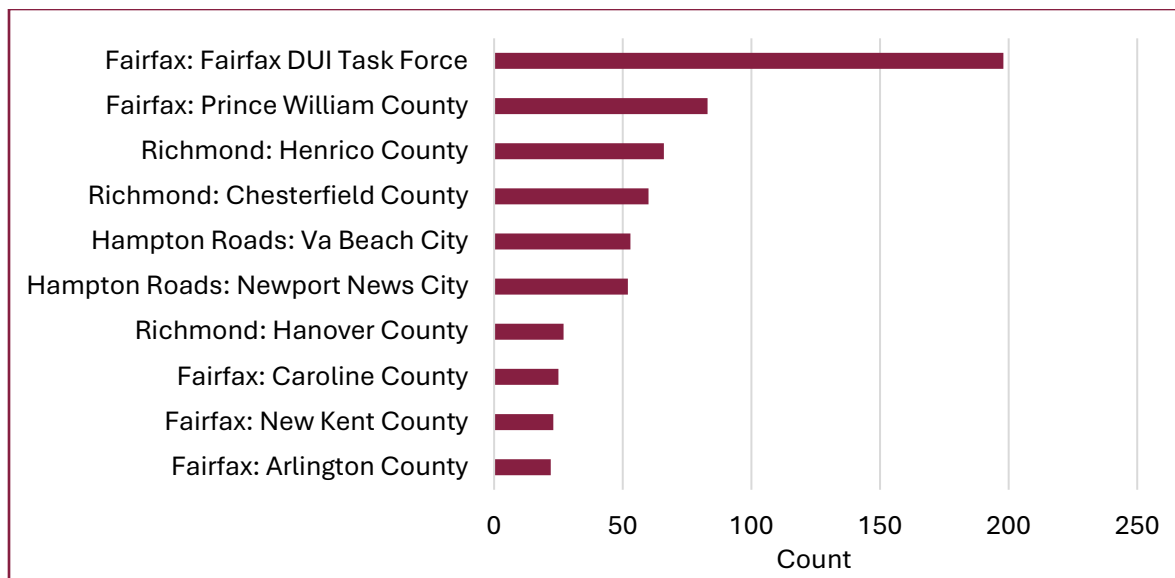 Fairfax: Fairfax DUI Task Force
Fairfax: Prince William County
Richmond: Henrico County
Richmond: Chesterfield County
Hampton Roads: Va Beach City
Hampton Roads: Newport News City
Richmond: Hanover County
Fairfax: Caroline County
Fairfax: New Kent County
Fairfax: Arlington County
0 50 100 150 200 250
Count